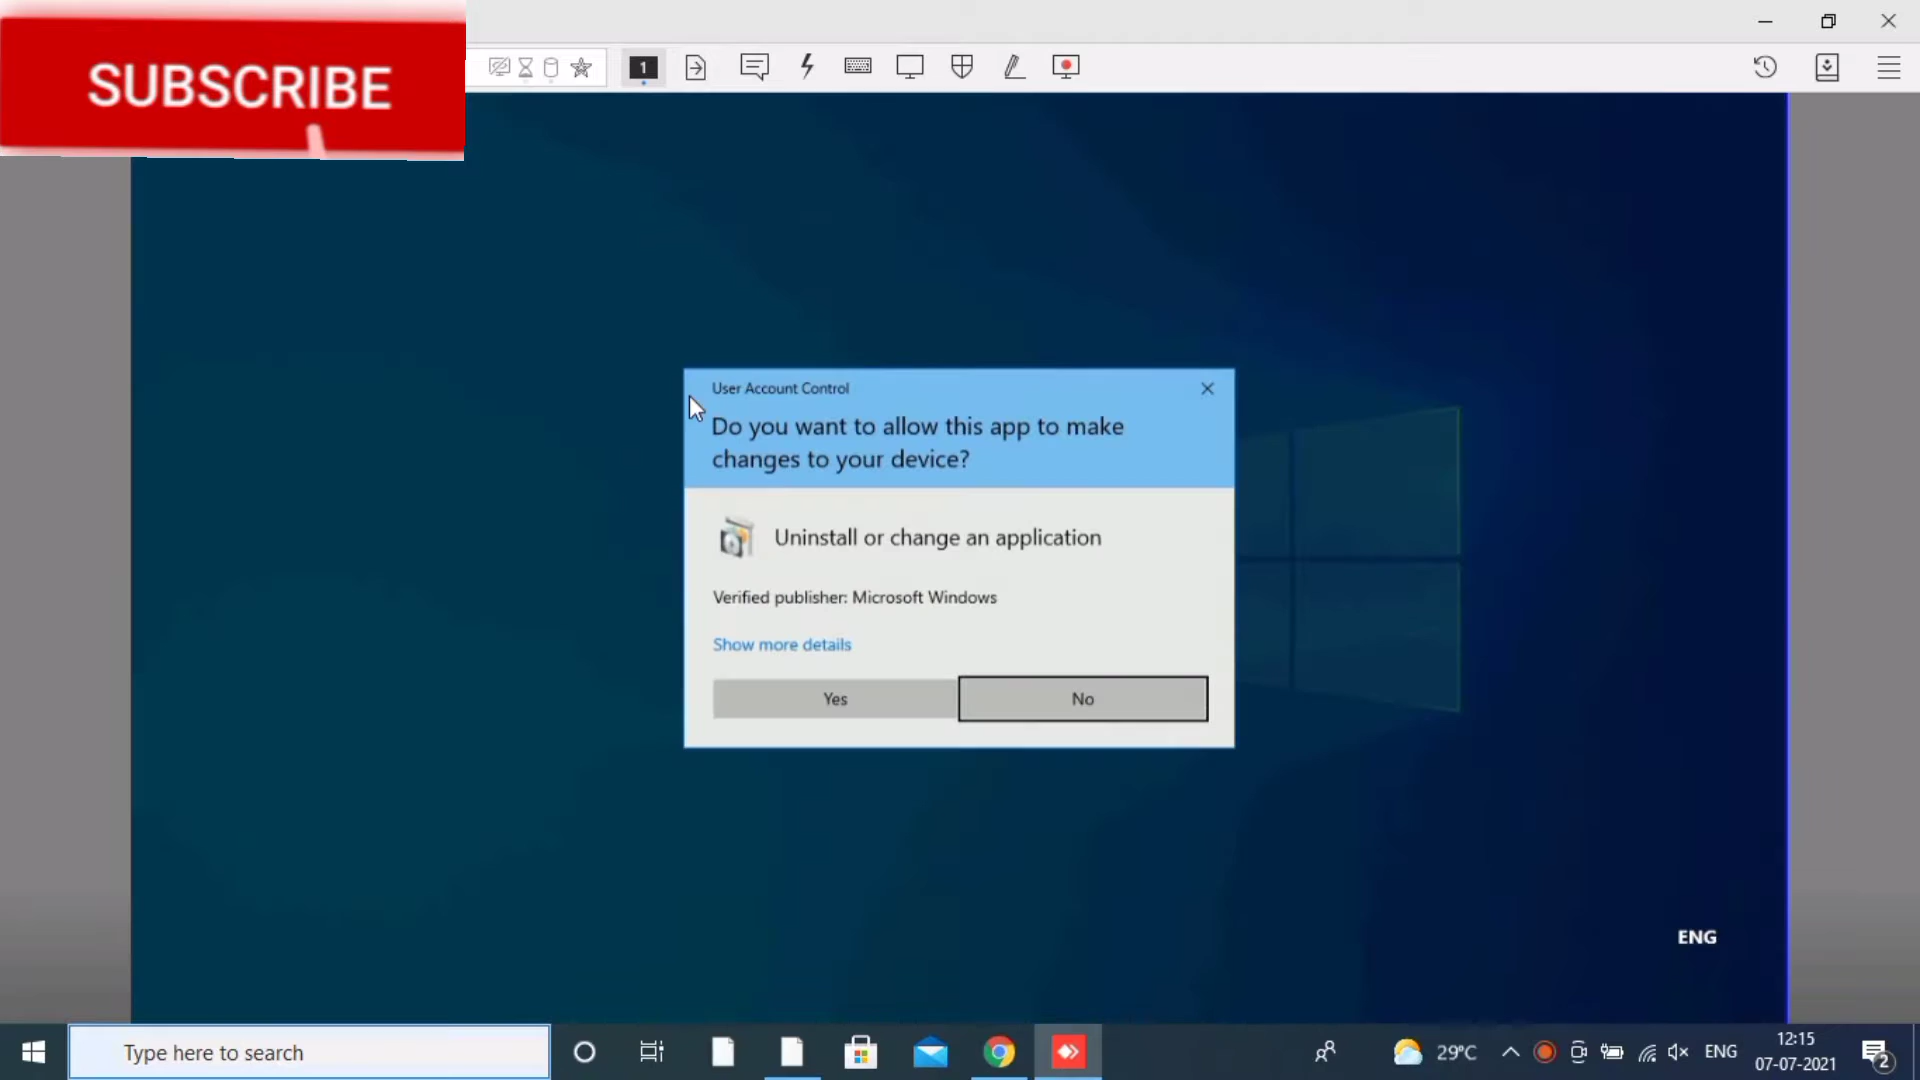 SUBSCRIBE
1
User Account Control
Do you want to allow this app to make
changes to your device?
Uninstall or change an application
Verified publisher: Microsoft Windows
Show more details
Yes
No
ENG
Type here to search
29°C
ENG
12:15
07-07-2021
2